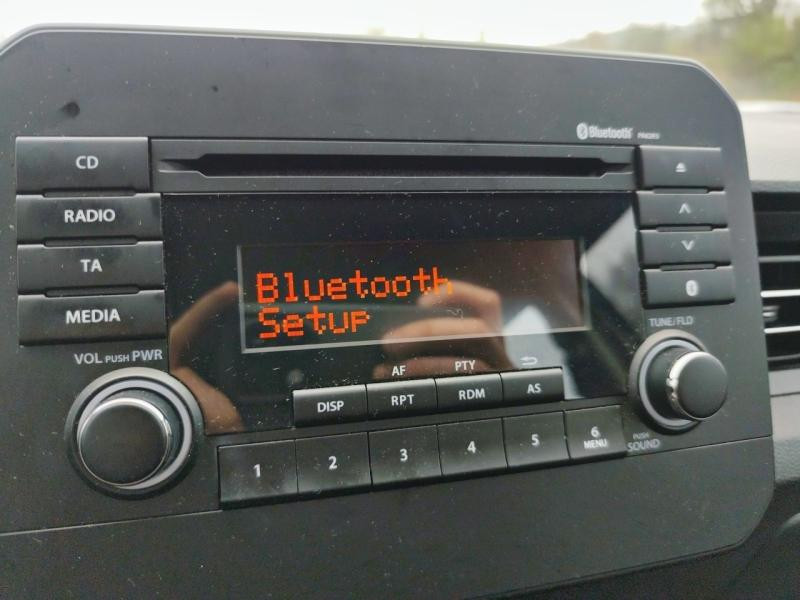 Bluetooth
CD
RADIO
TA
MEDIA
VOL PUSH PWR
Bluetooth
Setup
TUNE/FLD
AF
PTY
DISP
RPT
RDM
AS
1
2
3
4
5
6
MENU
PUSH
SOUND